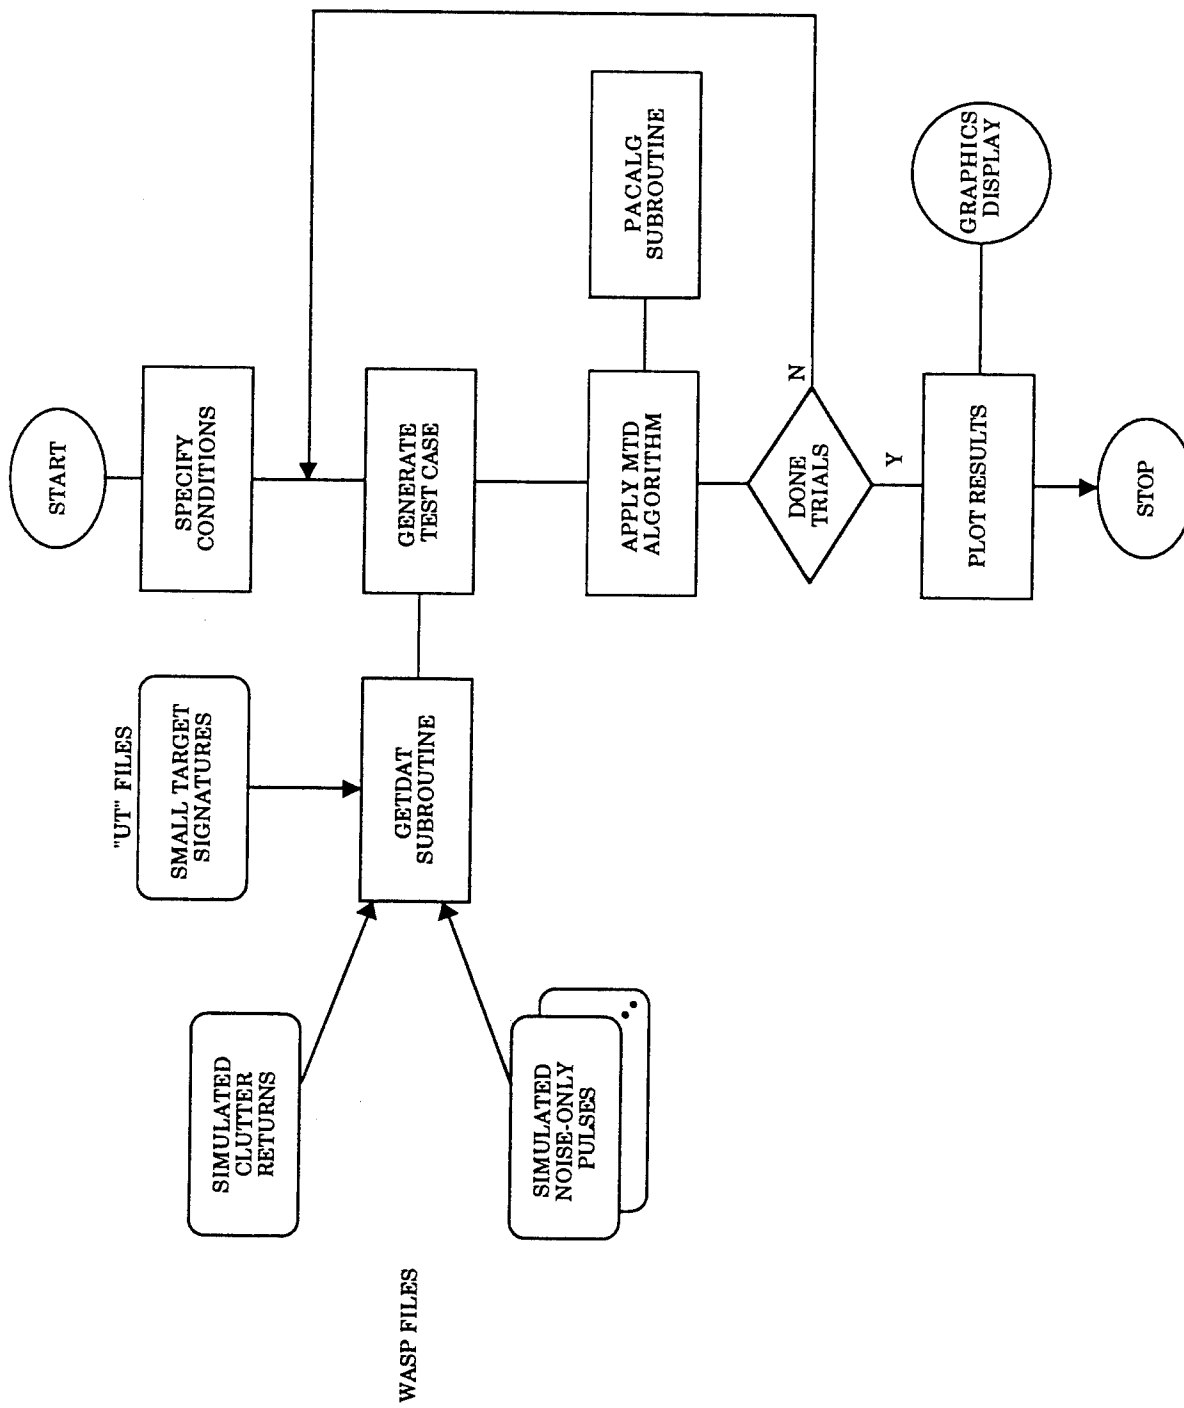 START
SPECIFY
CONDITIONS
"UT" FILES
SMALL TARGET
SIGNATURES
SIMULATED
CLUTTER
RETURNS
WASP FILES
SIMULATED
NOISE-ONLY
PULSES
GETDAT
SUBROUTINE
GENERATE
TEST CASE
APPLY MTD
ALGORITHM
PACALG
SUBROUTINE
DONE
TRIALS
N
Y
PLOT RESULTS
GRAPHICS
DISPLAY
STOP